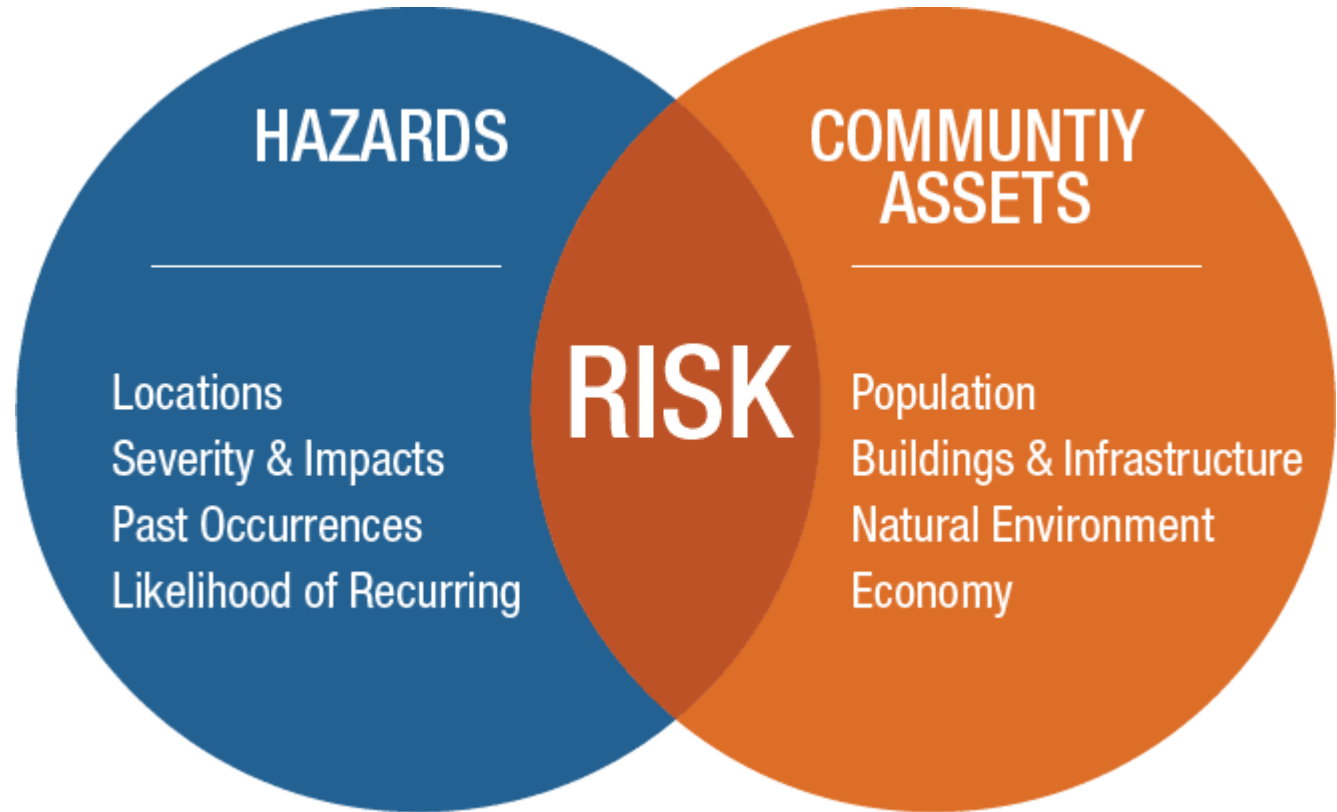 HAZARDS
Locations
Severity & Impacts
Past Occurrences
Likelihood of Recurring
RISK
COMMUNTIY
ASSETS
Population
Buildings & Infrastructure
Natural Environment
Economy